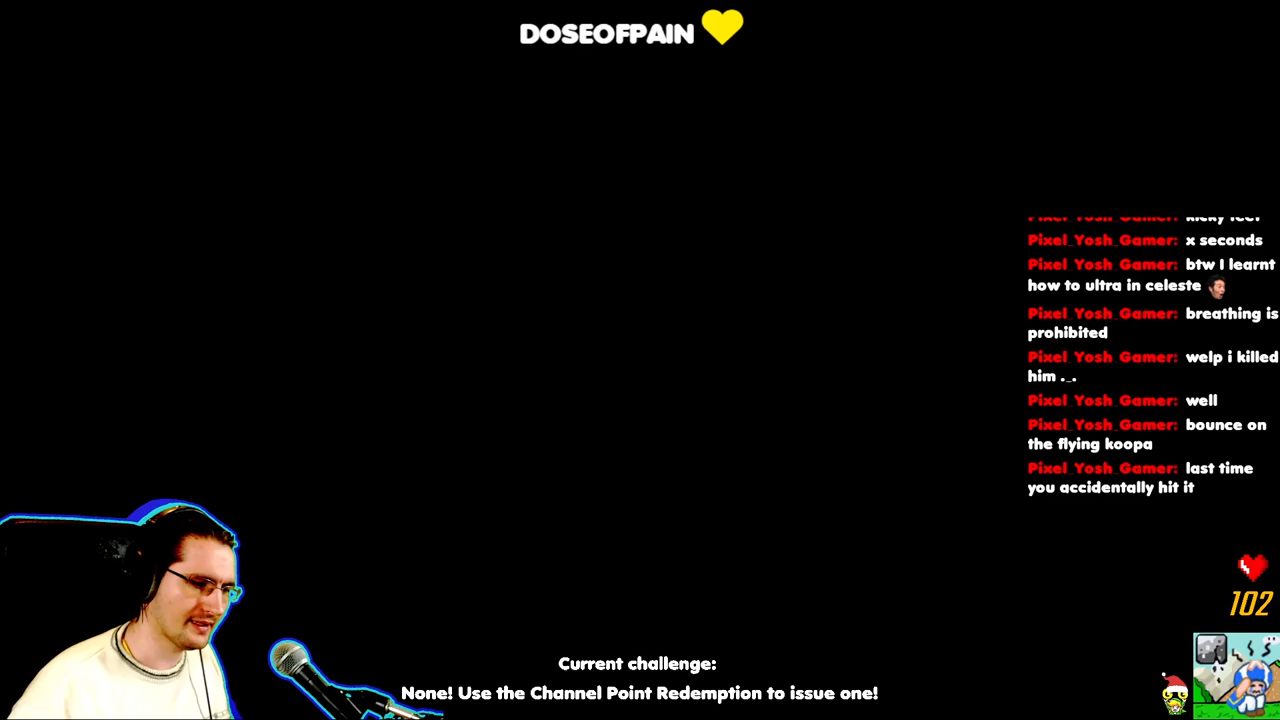 DOSEOFPAIN
Pixel_Yosh_Gamer: x seconds
Pixel_Yosh_Gamer: btw I learnt
how to ultra in celeste
Pixel_Yosh_Gamer: breathing is
prohibited
Pixel_Yosh_Gamer: welp i killed
him ._.
Pixel_Yosh_Gamer: well
Pixel_Yosh_Gamer: bounce on
the flying koopa
Pixel_Yosh_Gamer: last time
you accidentally hit it
102
Current challenge:
None! Use the Channel Point Redemption to issue one!